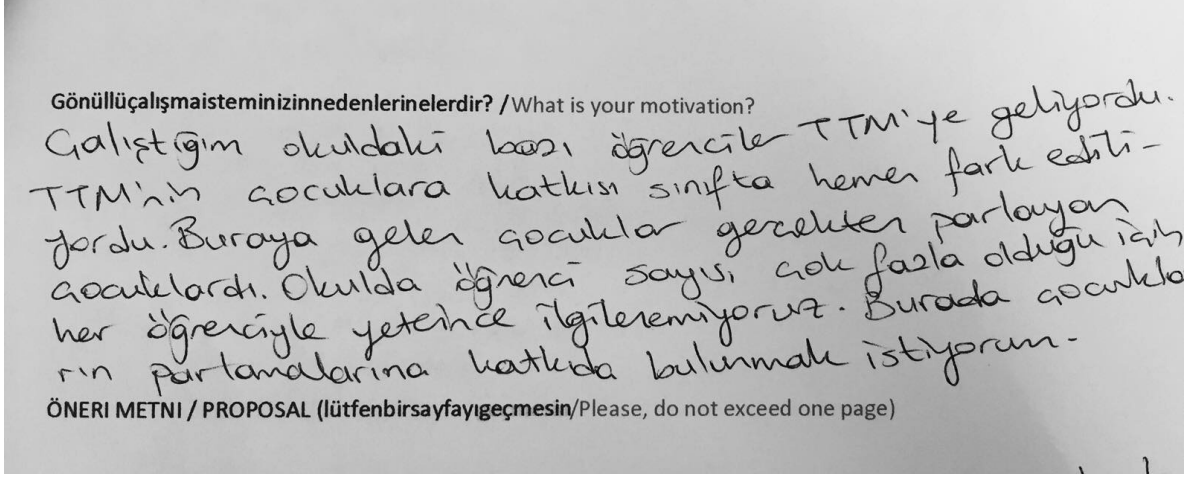 Gönüllüçalışmaisteminizinnedenlerinelerdir? /What is your motivation?
Çalıştığım okuldaki bazı öğrenciler TTM'ye geliyordu.
TTM'nin çocuklara katkısı sınıfta hemen fark edili-
yordu. Buraya gelen çocuklar gerçekten parlayan
çocuklardı. Okulda öğrenci sayısı çok fazla olduğu için
her öğrenciyle yeterince ilgilenemiyoruz. Burada çocukla
rın parlamalarına katkıda bulunmak istiyorum.
ÖNERI METNI / PROPOSAL (lütfenbirsayfayıgeçmesin/Please, do not exceed one page)